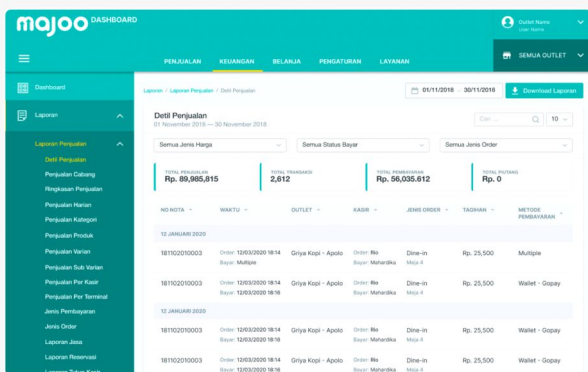 majoo DASHBOARD
Outlet Name
User Name
PENJUALAN KEUANGAN BELANJA PENGATURAN LAYANAN
SEMUA OUTLET
Dashboard
Laporan
Laporan Penjualan
Detil Penjualan
Penjualan Cabang
Ringkasan Penjualan
Penjualan Harian
Penjualan Kategori
Penjualan Produk
Penjualan Varian
Penjualan Sub Varian
Penjualan Per Kasir
Penjualan Per Terminal
Jenis Pembayaran
Jenis Order
Laporan Jasa
Laporan Reservasi
Laporan Tutup Kasir
Laporan / Laporan Penjualan / Detil Penjualan
01/11/2018 - 30/11/2018
Download Laporan
Detil Penjualan
01 November 2018 — 30 November 2018
Cari ...
10
Semua Jenis Harga
Semua Status Bayar
Semua Jenis Order
TOTAL PENJUALAN
Rp. 89,985,815
TOTAL TRANSAKSI
2,612
TOTAL PEMBAYARAN
Rp. 56,035.612
TOTAL PIUTANG
Rp. 0
NO NOTA WAKTU OUTLET KASIR JENIS ORDER TAGIHAN METODE
PEMBAYARAN
12 JANUARI 2020
181102010003 Order: 12/03/2020 18:14 Griya Kopi - Apolo Order: Rio Dine-in Rp. 25,500 Multiple
Bayar: Multiple Bayar: Mahardika Meja 4
181102010003 Order: 12/03/2020 18:14 Griya Kopi - Apolo Order: Rio Dine-in Rp. 25,500 Wallet - Gopay
Bayar: 12/03/2020 18:16 Bayar: Mahardika Meja 4
12 JANUARI 2020
181102010003 Order: 12/03/2020 18:14 Griya Kopi - Apolo Order: Rio Dine-in Rp. 25,500 Wallet - Gopay
Bayar: 12/03/2020 18:16 Bayar: Mahardika Meja 4
181102010003 Order: 12/03/2020 18:14 Griya Kopi - Apolo Order: Rio Dine-in Rp. 25,500 Wallet - Gopay
Bayar: 12/03/2020 18:16 Bayar: Mahardika Meja 4